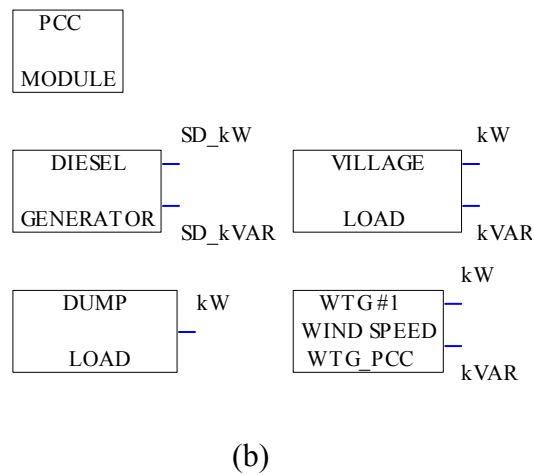 PCC
MODULE
SD_kW
kW
DIESEL
VILLAGE
GENERATOR
LOAD
SD_kVAR
kVAR
kW
kW
DUMP
WTG #1
WIND SPEED
LOAD
WTG_PCC
kVAR
(b)